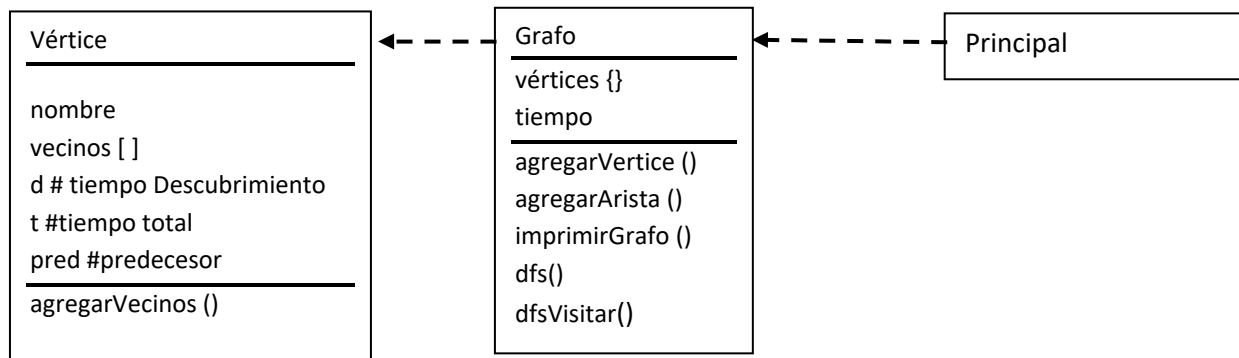 Vértice
nombre
vecinos [ ]
d # tiempo Descubrimiento
t #tiempo total
pred #predecesor
agregarVecinos ()
Grafo
vértices {}
tiempo
agregarVertice ()
agregarArista ()
imprimirGrafo ()
dfs()
dfsVisitar()
Principal